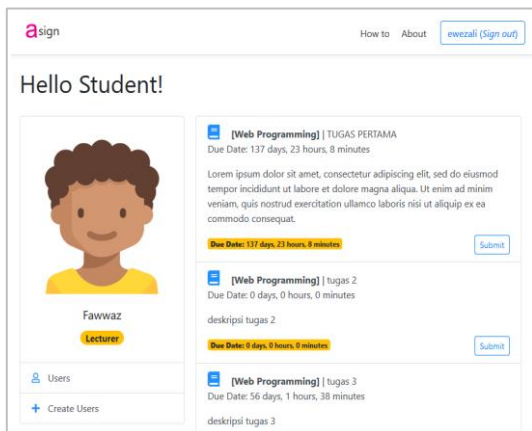 asign
How to About ewezali (Sign out)
Hello Student!
Fawwaz
Lecturer
Users
Create Users
[Web Programming] | TUGAS PERTAMA
Due Date: 137 days, 23 hours, 8 minutes
Lorem ipsum dolor sit amet, consectetur adipiscing elit, sed do eiusmod
tempor incididunt ut labore et dolore magna aliqua. Ut enim ad minim
veniam, quis nostrud exercitation ullamco laboris nisi ut aliquip ex ea
commodo consequat.
Due Date: 137 days, 23 hours, 8 minutes
Submit
[Web Programming] | tugas 2
Due Date: 0 days, 0 hours, 0 minutes
deskripsi tugas 2
Due Date: 0 days, 0 hours, 0 minutes
Submit
[Web Programming] | tugas 3
Due Date: 56 days, 1 hours, 38 minutes
deskripsi tugas 3